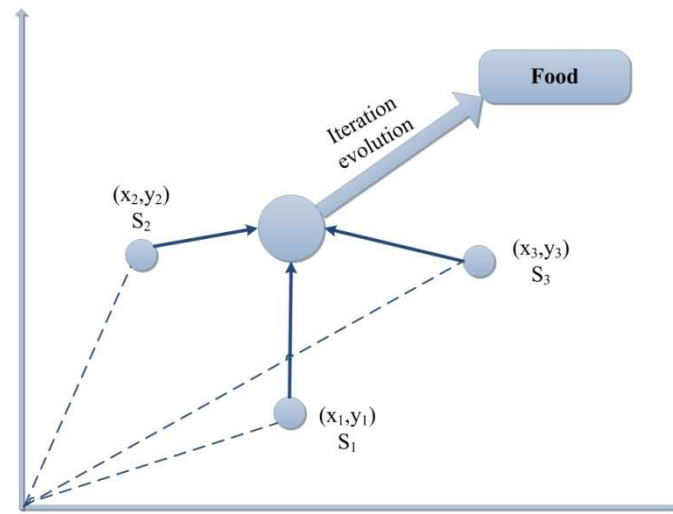 Food
Iteration
evolution
(x₂,y₂)
S₂
(x₃,y₃)
S₃
(x₁,y₁)
S₁